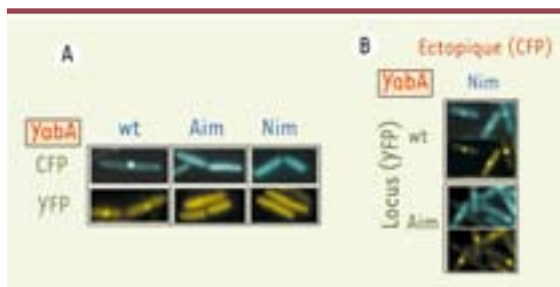 A
YabA wt Aim Nim
CFP
YFP
B Ectopique (CFP)
YabA Nim
Locus (YFP)
wt
Aim